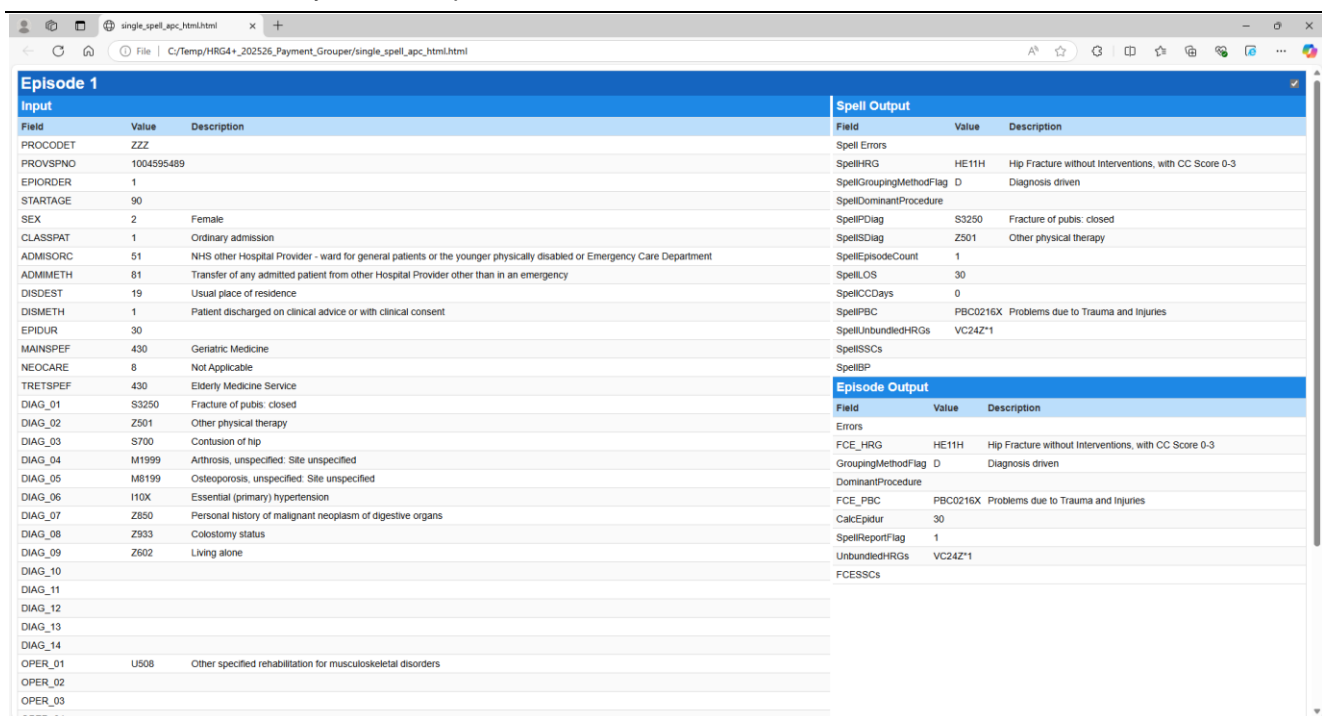 single_spell_apc_html.html
File C:/Temp/HRG4+_202526_Payment_Grouper/single_spell_apc_html.html
Episode 1
Input
Field Value Description
PROCODET ZZZ
PROVSPNO 1004595489
EPIORDER 1
STARTAGE 90
SEX 2 Female
CLASSPAT 1 Ordinary admission
ADMISORC 51 NHS other Hospital Provider - ward for general patients or the younger physically disabled or Emergency Care Department
ADMIMETH 81 Transfer of any admitted patient from other Hospital Provider other than in an emergency
DISDEST 19 Usual place of residence
DISMETH 1 Patient discharged on clinical advice or with clinical consent
EPIDUR 30
MAINSPEF 430 Geriatric Medicine
NEOCARE 8 Not Applicable
TRETSPEF 430 Elderly Medicine Service
DIAG_01 S3250 Fracture of pubis: closed
DIAG_02 Z501 Other physical therapy
DIAG_03 S700 Contusion of hip
DIAG_04 M1999 Arthrosis, unspecified: Site unspecified
DIAG_05 M8199 Osteoporosis, unspecified: Site unspecified
DIAG_06 I10X Essential (primary) hypertension
DIAG_07 Z850 Personal history of malignant neoplasm of digestive organs
DIAG_08 Z933 Colostomy status
DIAG_09 Z602 Living alone
DIAG_10
DIAG_11
DIAG_12
DIAG_13
DIAG_14
OPER_01 U508 Other specified rehabilitation for musculoskeletal disorders
OPER_02
OPER_03
Spell Output
Field Value Description
Spell Errors
SpellHRG HE11H Hip Fracture without Interventions, with CC Score 0-3
SpellGroupingMethodFlag D Diagnosis driven
SpellDominantProcedure
SpellPDiag S3250 Fracture of pubis: closed
SpellSDiag Z501 Other physical therapy
SpellEpisodeCount 1
SpellLOS 30
SpellCCDays 0
SpellPBC PBC0216X Problems due to Trauma and Injuries
SpellUnbundledHRGs VC24Z*1
SpellSSCs
SpellBP
Episode Output
Field Value Description
Errors
FCE_HRG HE11H Hip Fracture without Interventions, with CC Score 0-3
GroupingMethodFlag D Diagnosis driven
DominantProcedure
FCE_PBC PBC0216X Problems due to Trauma and Injuries
CalcEpidur 30
SpellReportFlag 1
UnbundledHRGs VC24Z*1
FCESSCs